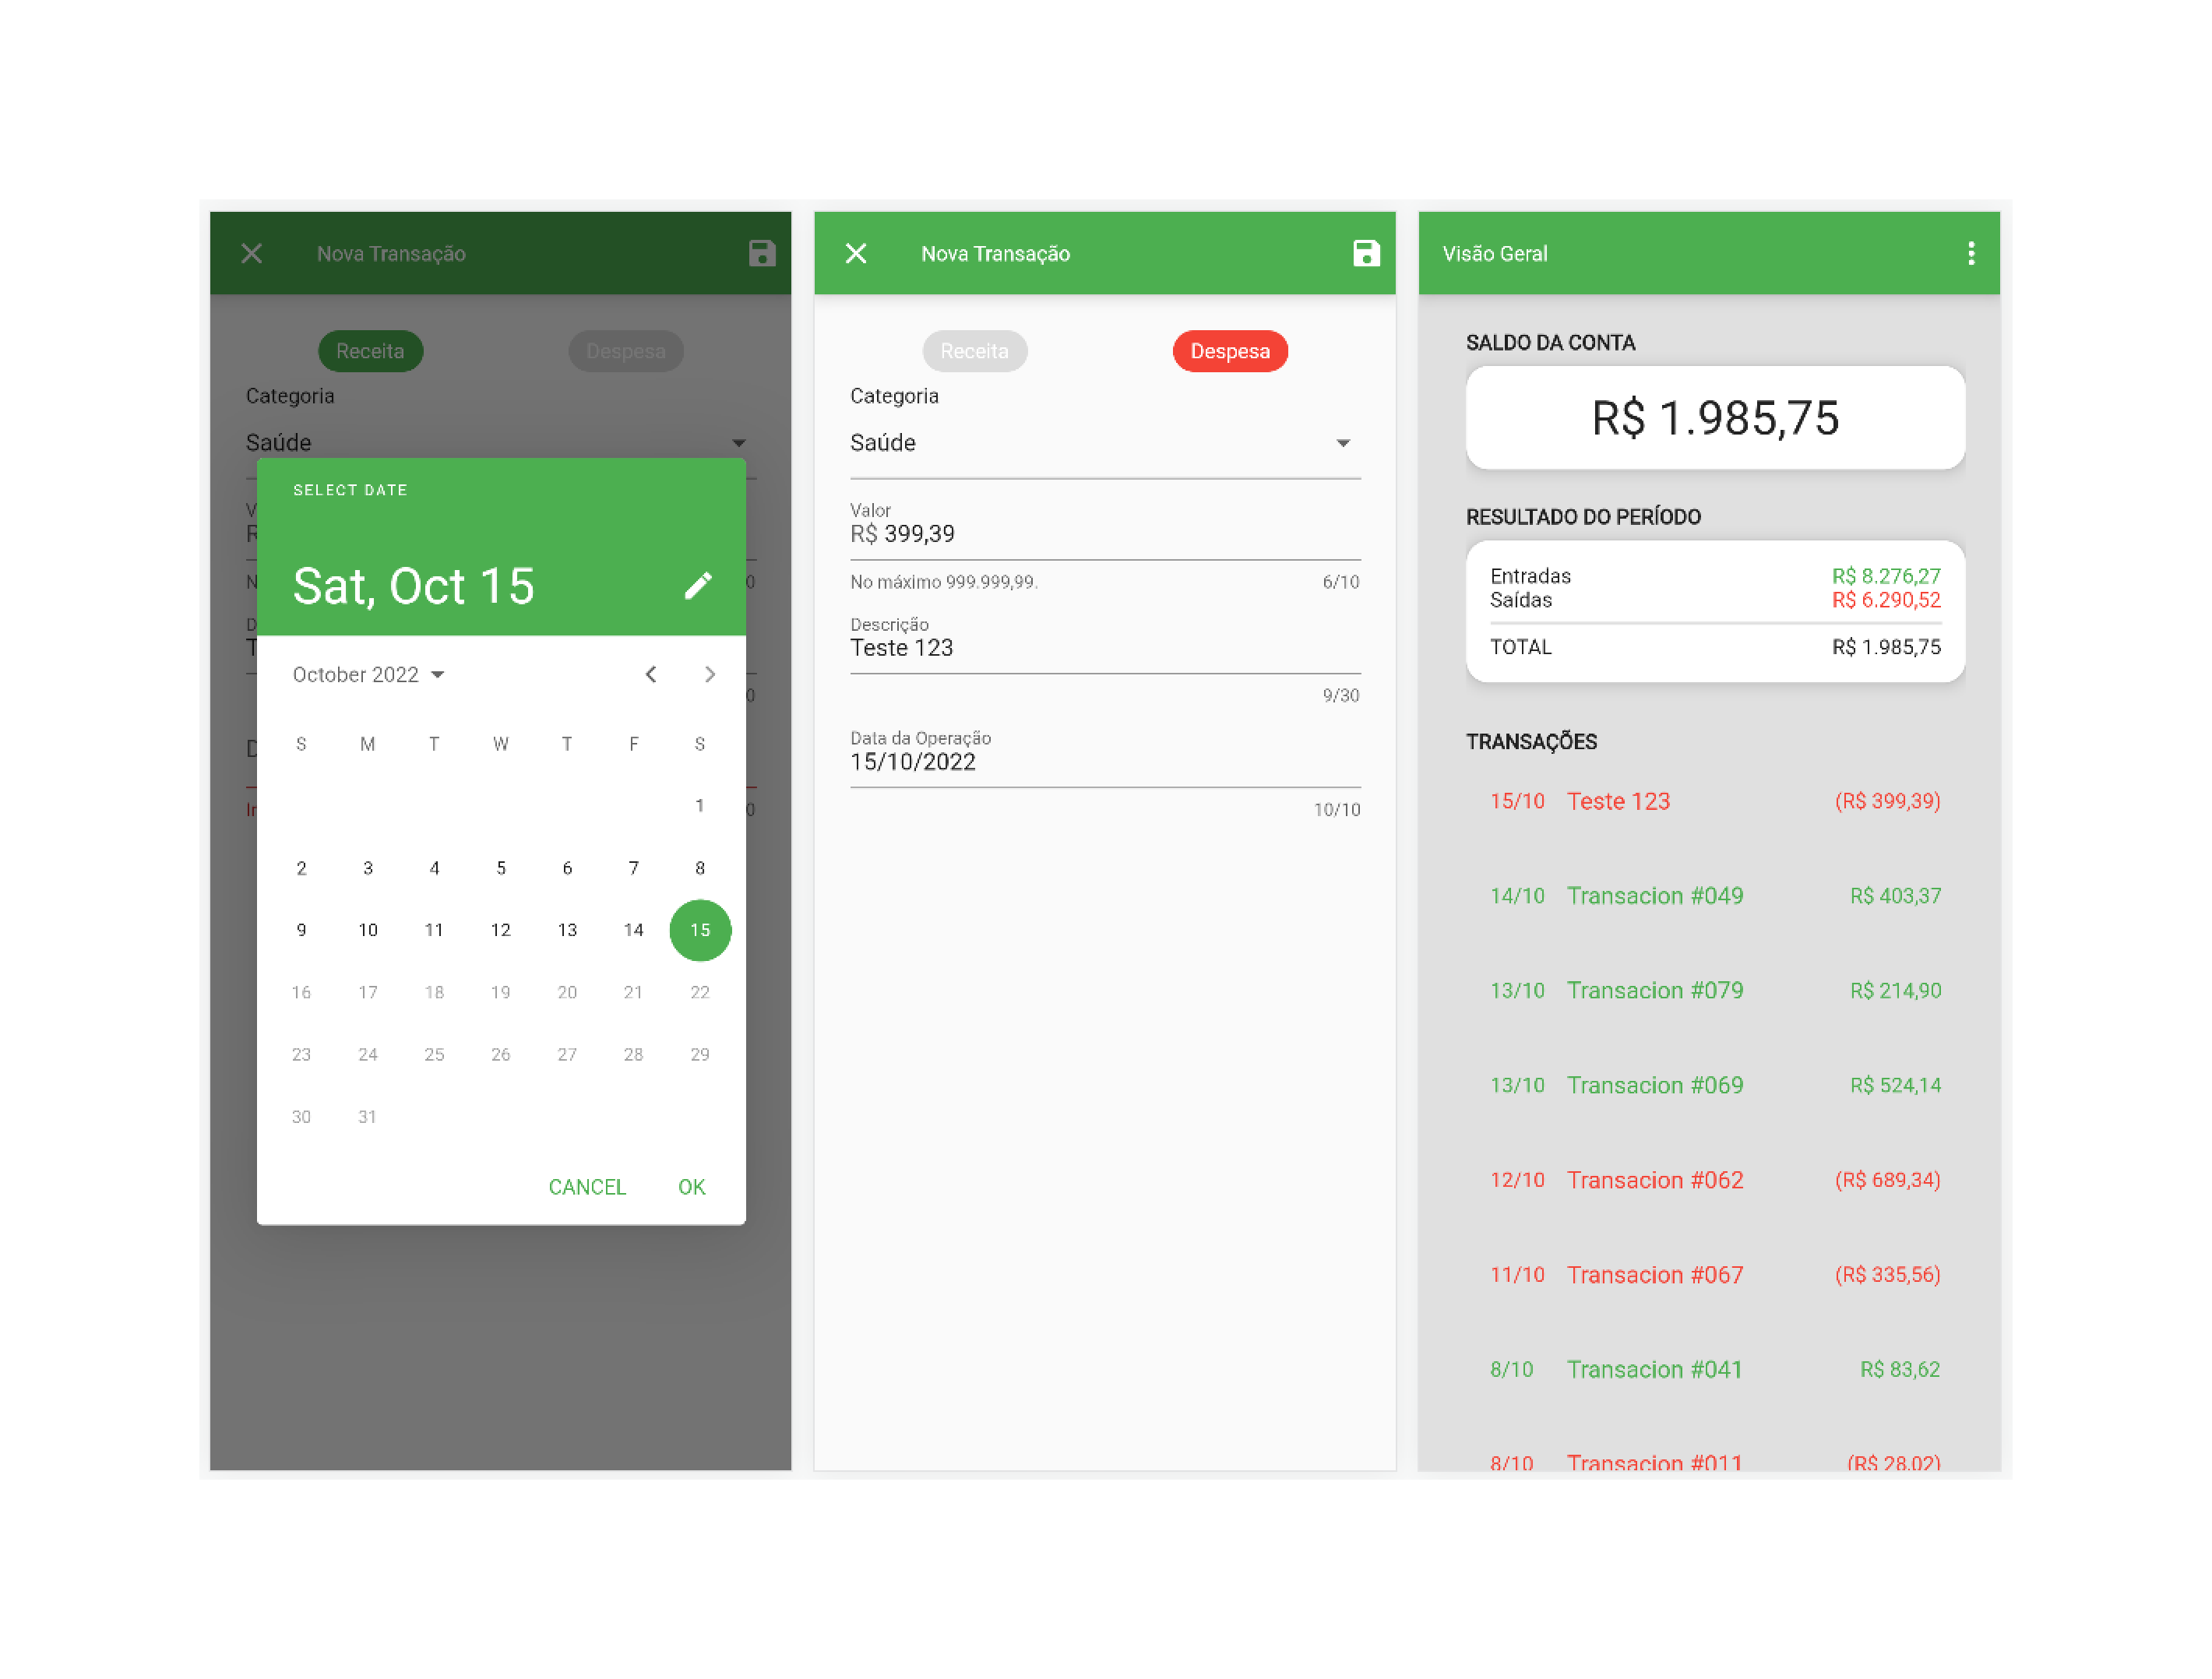 Nova Transação
Receita Despesa
Categoria
Saúde
SELECT DATE
Sat, Oct 15
October 2022
S M T W T F S
1
2 3 4 5 6 7 8
9 10 11 12 13 14 15
16 17 18 19 20 21 22
23 24 25 26 27 28 29
30 31
CANCEL OK
Nova Transação
Receita Despesa
Categoria
Saúde
Valor
R$ 399,39
No máximo 999.999,99. 6/10
Descrição
Teste 123
9/30
Data da Operação
15/10/2022
10/10
Visão Geral
SALDO DA CONTA
R$ 1.985,75
RESULTADO DO PERÍODO
Entradas R$ 8.276,27
Saídas R$ 6.290,52
TOTAL R$ 1.985,75
TRANSAÇÕES
15/10 Teste 123 (R$ 399,39)
14/10 Transacion #049 R$ 403,37
13/10 Transacion #079 R$ 214,90
13/10 Transacion #069 R$ 524,14
12/10 Transacion #062 (R$ 689,34)
11/10 Transacion #067 (R$ 335,56)
8/10 Transacion #041 R$ 83,62
8/10 Transacion #011 (R$ 28,02)